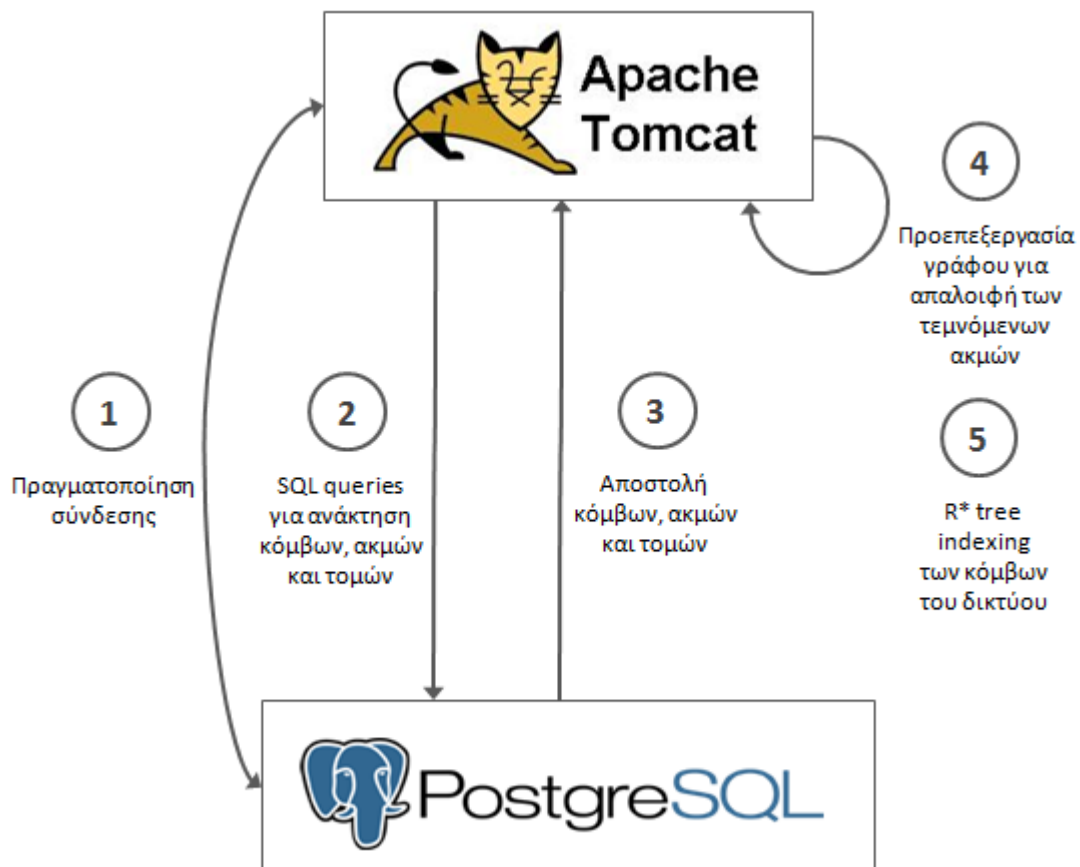 Apache
Tomcat
4
Προεπεξεργασία
γράφου για
απαλοιφή των
τεμνόμενων
ακμών
1
Πραγματοποίηση
σύνδεσης
2
SQL queries
για ανάκτηση
κόμβων, ακμών
και τομών
3
Αποστολή
κόμβων, ακμών
και τομών
5
R* tree
indexing
των κόμβων
του δικτύου
PostgreSQL